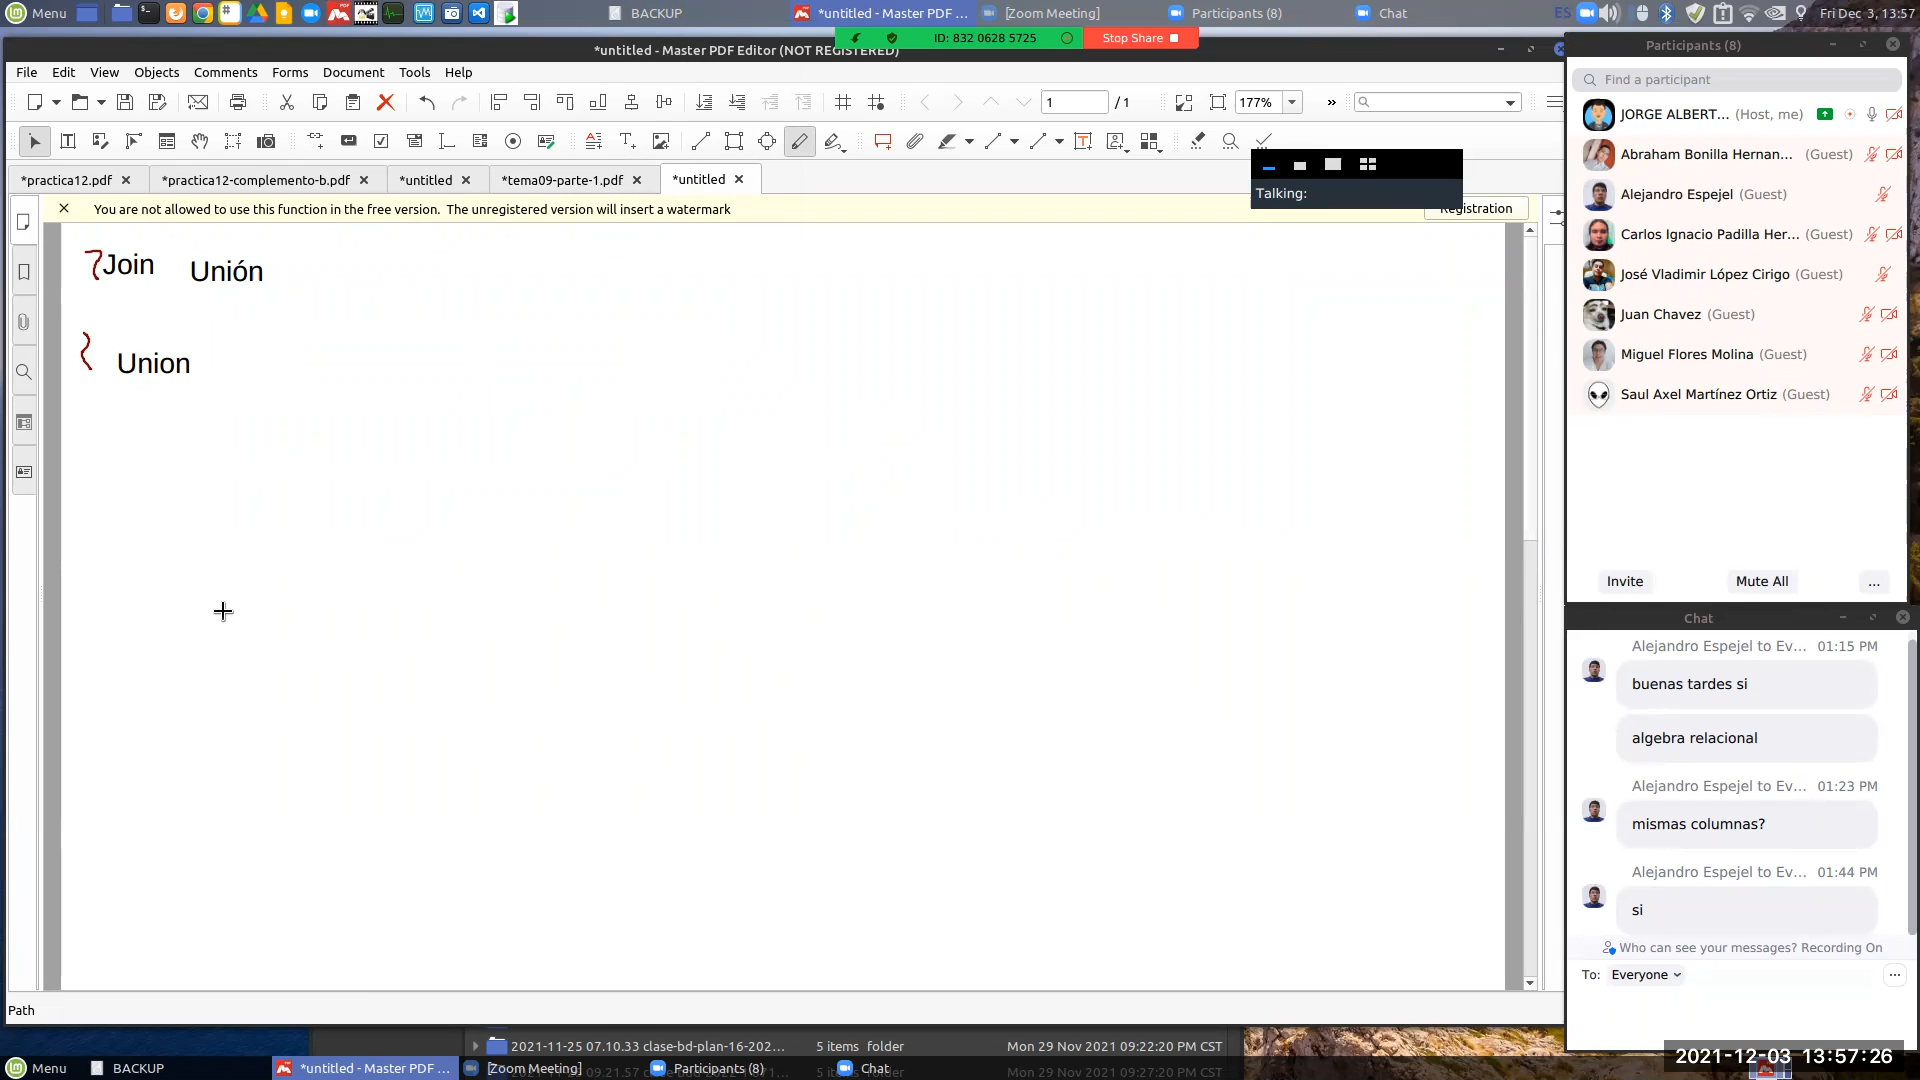 Menu
BACKUP
*untitled - Master PDF ...
[Zoom Meeting]
Participants (8)
Chat
ES
Fri Dec 3, 13:57
ID: 832 0628 5725
Stop Share
*untitled - Master PDF Editor (NOT REGISTERED)
File Edit View Objects Comments Forms Document Tools Help
1 / 1
177%
*practica12.pdf
*practica12-complemento-b.pdf
*untitled
*tema09-parte-1.pdf
*untitled
Talking:
You are not allowed to use this function in the free version. The unregistered version will insert a watermark
Registration
Join Unión
Union
Path
Participants (8)
Find a participant
JORGE ALBERT... (Host, me)
Abraham Bonilla Hernan... (Guest)
Alejandro Espejel (Guest)
Carlos Ignacio Padilla Her... (Guest)
José Vladimir López Cirigo (Guest)
Juan Chavez (Guest)
Miguel Flores Molina (Guest)
Saul Axel Martínez Ortiz (Guest)
Invite
Mute All
...
Chat
Alejandro Espejel to Ev... 01:15 PM
buenas tardes si
algebra relacional
Alejandro Espejel to Ev... 01:23 PM
mismas columnas?
Alejandro Espejel to Ev... 01:44 PM
si
Who can see your messages? Recording On
To: Everyone
2021-11-25 07.10.33 clase-bd-plan-16-202... 5 items folder Mon 29 Nov 2021 09:22:20 PM CST
2021-12-03 13:57:26
Menu
BACKUP
*untitled - Master PDF ...
[Zoom Meeting]
Participants (8)
Chat